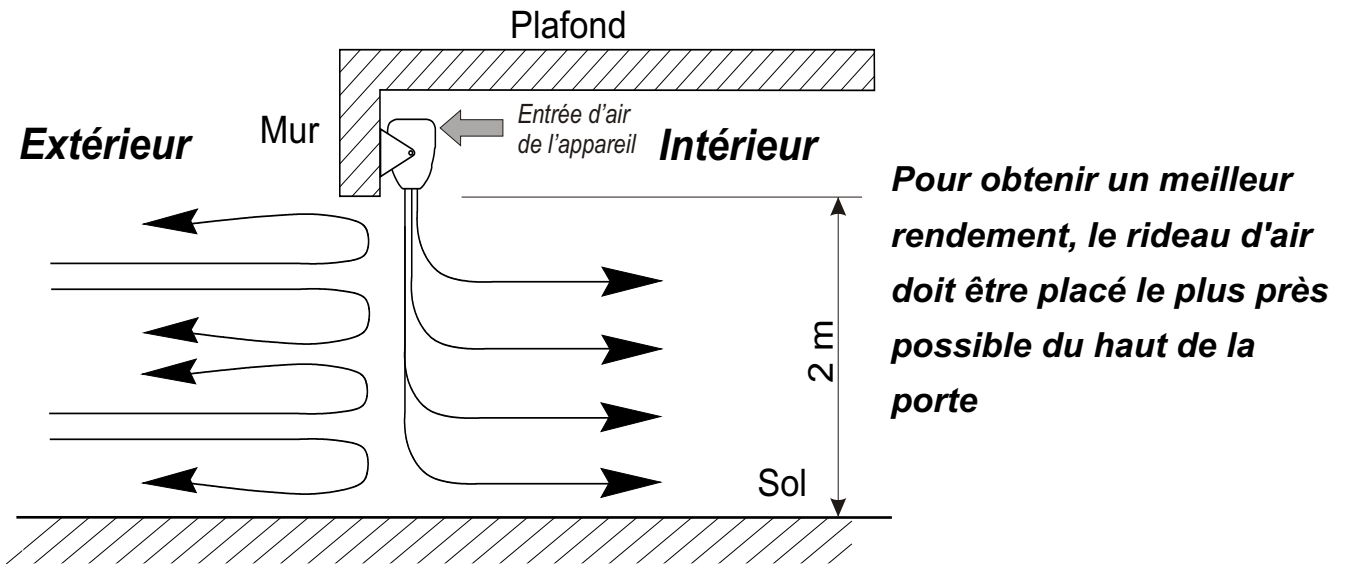 Plafond
Extérieur
Mur
Entrée d’air
de l’appareil
Intérieur
Pour obtenir un meilleur
rendement, le rideau d'air
doit être placé le plus près
possible du haut de la
porte
2 m
Sol